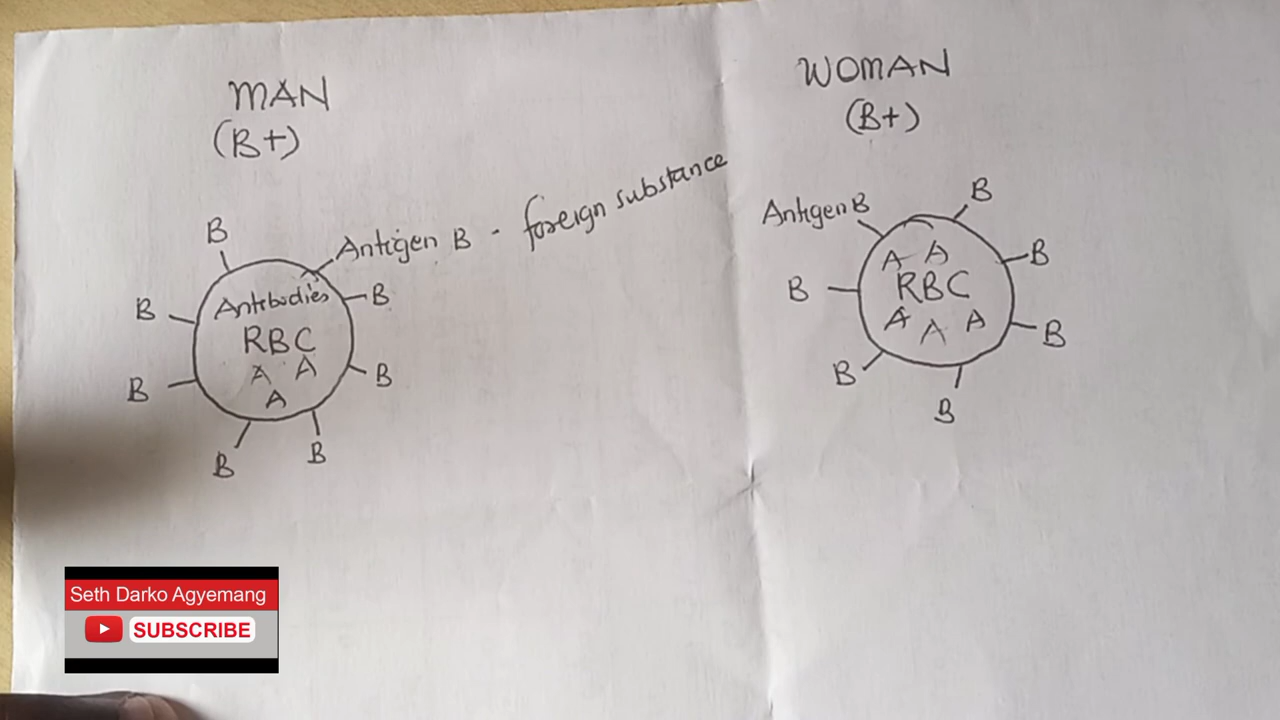 MAN
(B+)
B
Antigen B - foreign substance
B
B
Antibodies
RBC
A A
A
B
B
B
B
WOMAN
(B+)
Antigen B
B
B
B
A A
RBC
A A A
B
B
B
Seth Darko Agyemang
SUBSCRIBE